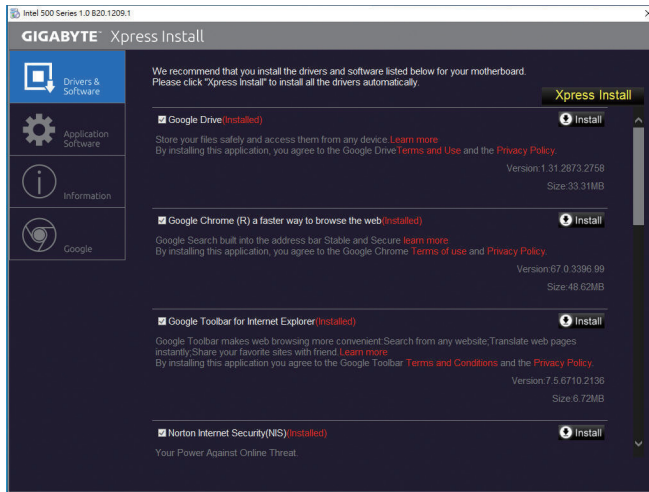 Intel 500 Series 1.0 B20.1209.1
GIGABYTE™ Xpress Install
Drivers &
Software
Application
Software
Information
Google
We recommend that you install the drivers and software listed below for your motherboard.
Please click "Xpress Install" to install all the drivers automatically.
Xpress Install
Google Drive(Installed)
Install
Store your files safely and access them from any device.Learn more
By installing this application, you agree to the Google DriveTerms and Use and the Privacy Policy.
Version:1.31.2873.2758
Size:33.31MB
Google Chrome (R) a faster way to browse the web(Installed)
Install
Google Search built into the address bar Stable and Secure learn more
By installing this application, you agree to the Google Chrome Terms of use and Privacy Policy.
Version:67.0.3396.99
Size:48.62MB
Google Toolbar for Internet Explorer(Installed)
Install
Google Toolbar makes web browsing more convenient.Search from any website;Translate web pages
instantly;Share your favorite sites with friend.Learn more
By installing this application you agree to the Google Toolbar Terms and Conditions and the Privacy Policy.
Version:7.5.6710.2136
Size:6.72MB
Norton Internet Security(NIS)(Installed)
Install
Your Power Against Online Threat.